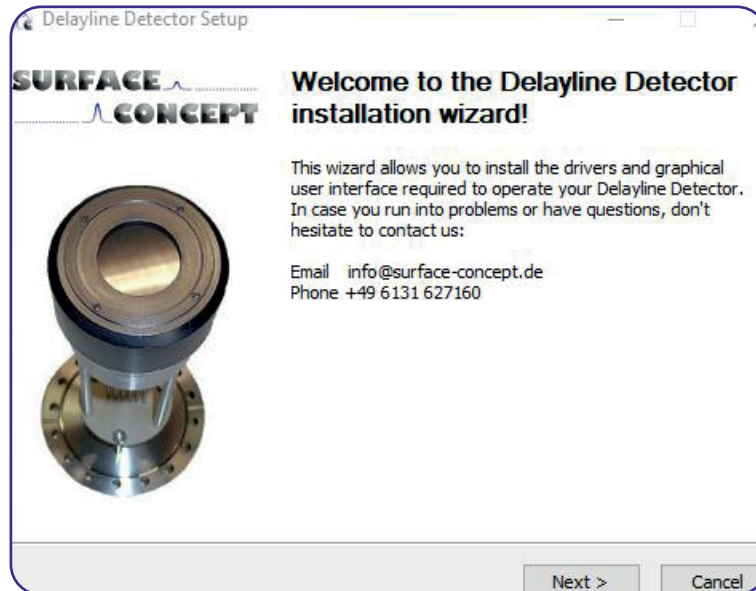 Delayline Detector Setup
SURFACE
CONCEPT
Welcome to the Delayline Detector
installation wizard!
This wizard allows you to install the drivers and graphical
user interface required to operate your Delayline Detector.
In case you run into problems or have questions, don't
hesitate to contact us:
Email info@surface-concept.de
Phone +49 6131 627160
Next >
Cancel